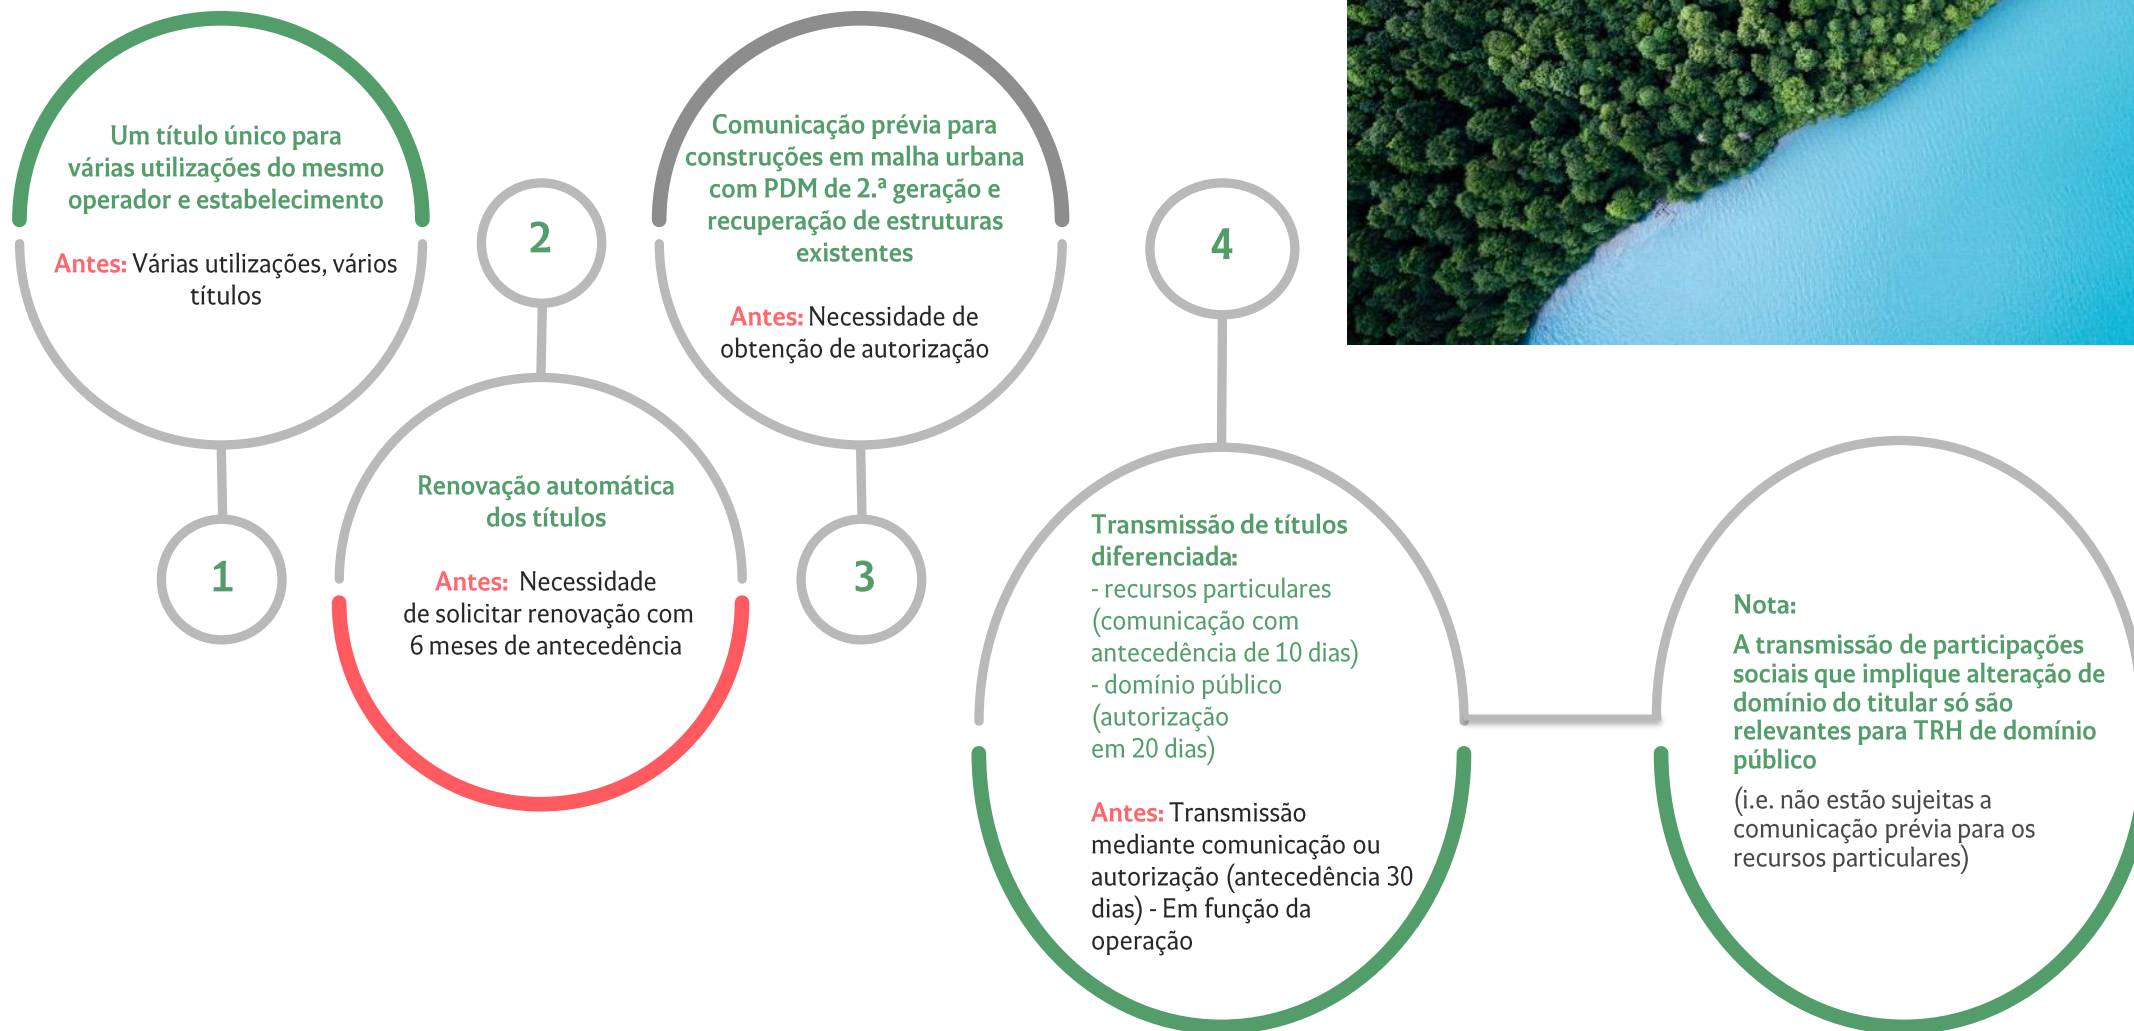 Um título único para
várias utilizações do mesmo
operador e estabelecimento
Antes: Várias utilizações, vários
títulos
1
2
Renovação automática
dos títulos
Antes: Necessidade
de solicitar renovação com
6 meses de antecedência
Comunicação prévia para
construções em malha urbana
com PDM de 2.ª geração e
recuperação de estruturas
existentes
Antes: Necessidade de
obtenção de autorização
3
4
Transmissão de títulos
diferenciada:
- recursos particulares
(comunicação com
antecedência de 10 dias)
- domínio público
(autorização
em 20 dias)
Antes: Transmissão
mediante comunicação ou
autorização (antecedência 30
dias) - Em função da
operação
Nota:
A transmissão de participações
sociais que implique alteração de
domínio do titular só são
relevantes para TRH de domínio
público
(i.e. não estão sujeitas a
comunicação prévia para os
recursos particulares)